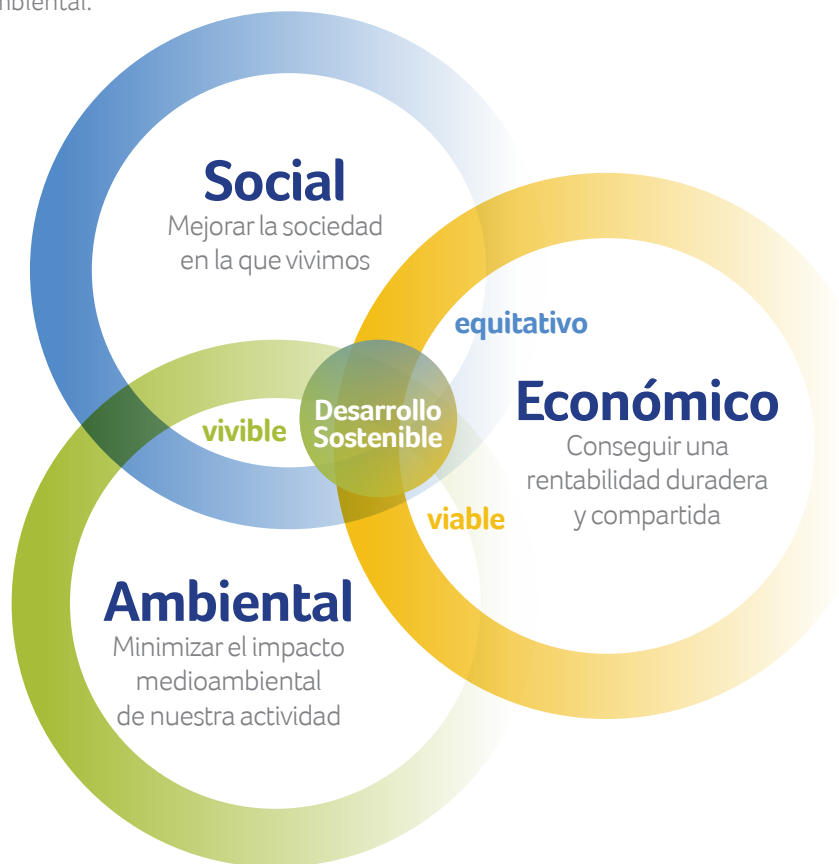 Social
Mejorar la sociedad
en la que vivimos
equitativo
Económico
Conseguir una
rentabilidad duradera
y compartida
Desarrollo
Sostenible
vivible
viable
Ambiental
Minimizar el impacto
medioambiental
de nuestra actividad